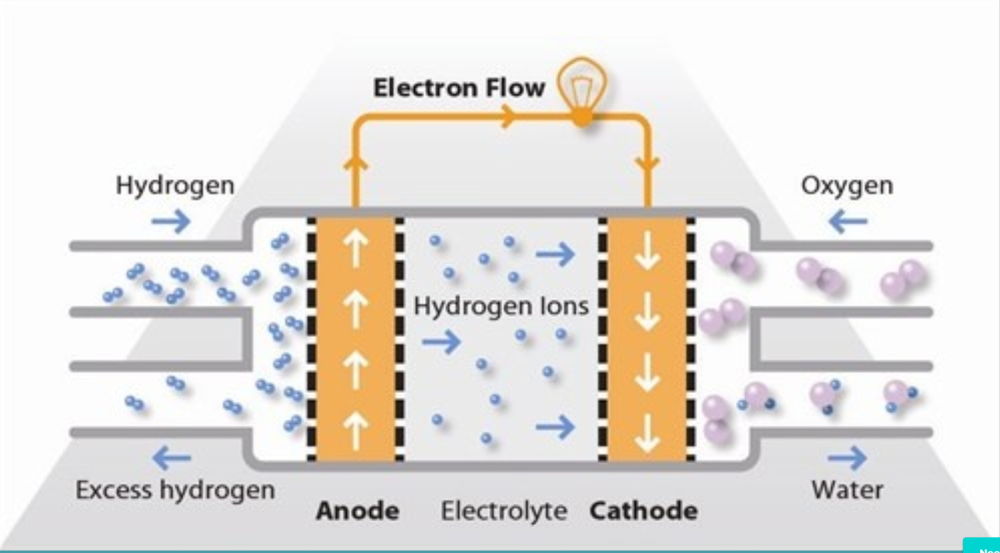 Electron Flow
Hydrogen
Oxygen
Hydrogen Ions
Excess hydrogen
Water
Anode
Electrolyte
Cathode